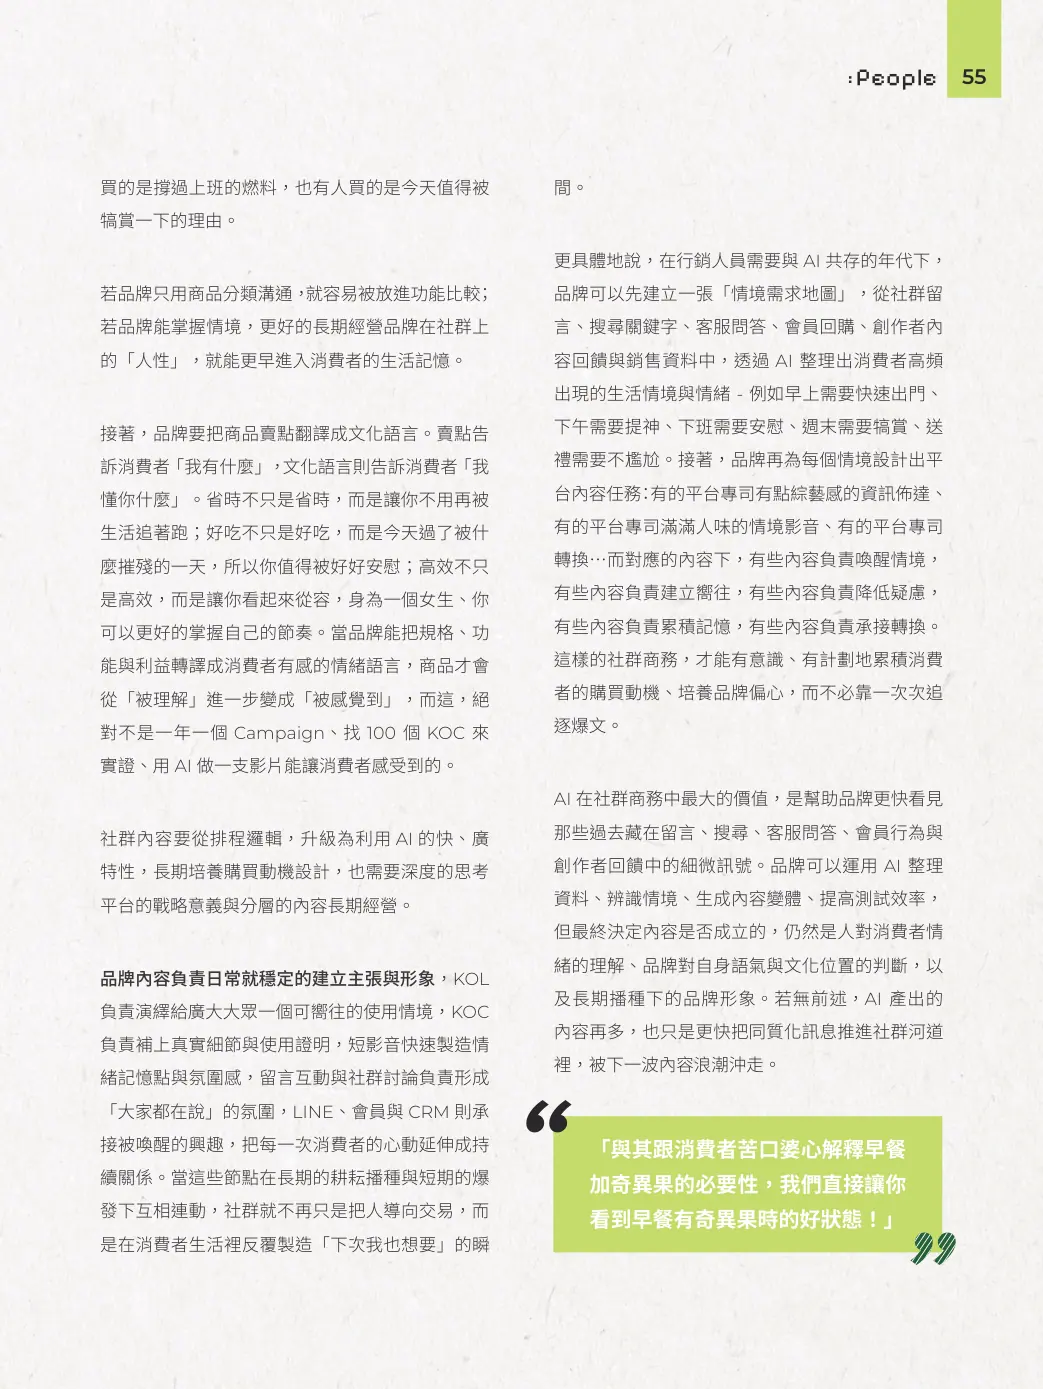 :People 55
買的是撐過上班的燃料，也有人買的是今天值得被
犒賞一下的理由。
若品牌只用商品分類溝通，就容易被放進功能比較；
若品牌能掌握情境，更好的長期經營品牌在社群上
的「人性」，就能更早進入消費者的生活記憶。
接著，品牌要把商品賣點翻譯成文化語言。賣點告
訴消費者「我有什麼」，文化語言則告訴消費者「我
懂你什麼」。省時不只是省時，而是讓你不用再被
生活追著跑；好吃不只是好吃，而是今天過了被什
麼摧殘的一天，所以你值得被好好安慰；高效不只
是高效，而是讓你看起來從容，身為一個女生、你
可以更好的掌握自己的節奏。當品牌能把規格、功
能與利益轉譯成消費者有感的情緒語言，商品才會
從「被理解」進一步變成「被感覺到」，而這，絕
對不是一年一個 Campaign、找 100 個 KOC 來
實證、用 AI 做一支影片能讓消費者感受到的。
社群內容要從排程邏輯，升級為利用 AI 的快、廣
特性，長期培養購買動機設計，也需要深度的思考
平台的戰略意義與分層的內容長期經營。
品牌內容負責日常就穩定的建立主張與形象，KOL
負責演繹給廣大大眾一個可嚮往的使用情境，KOC
負責補上真實細節與使用證明，短影音快速製造情
緒記憶點與氛圍感，留言互動與社群討論負責形成
「大家都在說」的氛圍，LINE、會員與 CRM 則承
接被喚醒的興趣，把每一次消費者的心動延伸成持
續關係。當這些節點在長期的耕耘播種與短期的爆
發下互相連動，社群就不再只是把人導向交易，而
是在消費者生活裡反覆製造「下次我也想要」的瞬
間。
更具體地說，在行銷人員需要與 AI 共存的年代下，
品牌可以先建立一張「情境需求地圖」，從社群留
言、搜尋關鍵字、客服問答、會員回購、創作者內
容回饋與銷售資料中，透過 AI 整理出消費者高頻
出現的生活情境與情緒 - 例如早上需要快速出門、
下午需要提神、下班需要安慰、週末需要犒賞、送
禮需要不尷尬。接著，品牌再為每個情境設計出平
台內容任務：有的平台專司有點綜藝感的資訊佈達、
有的平台專司滿滿人味的情境影音、有的平台專司
轉換⋯而對應的內容下，有些內容負責喚醒情境，
有些內容負責建立嚮往，有些內容負責降低疑慮，
有些內容負責累積記憶，有些內容負責承接轉換。
這樣的社群商務，才能有意識、有計劃地累積消費
者的購買動機、培養品牌偏心，而不必靠一次次追
逐爆文。
AI 在社群商務中最大的價值，是幫助品牌更快看見
那些過去藏在留言、搜尋、客服問答、會員行為與
創作者回饋中的細微訊號。品牌可以運用 AI 整理
資料、辨識情境、生成內容變體、提高測試效率，
但最終決定內容是否成立的，仍然是人對消費者情
緒的理解、品牌對自身語氣與文化位置的判斷，以
及長期播種下的品牌形象。若無前述，AI 產出的
內容再多，也只是更快把同質化訊息推進社群河道
裡，被下一波內容浪潮沖走。
「與其跟消費者苦口婆心解釋早餐
加奇異果的必要性，我們直接讓你
看到早餐有奇異果時的好狀態！」